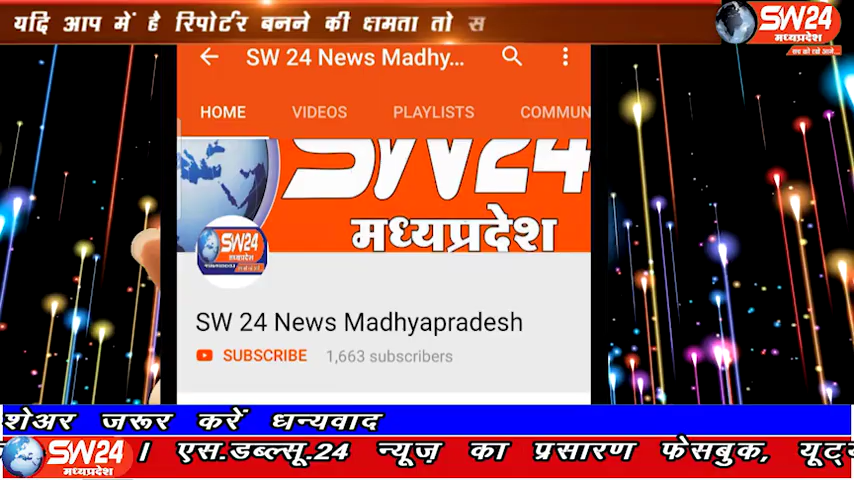 यदि आप में है रिपोर्टर बनने की क्षमता तो
SW24
मध्यप्रदेश
SW 24 News Madhy...
HOME VIDEOS PLAYLISTS COMMUN
SW24
मध्यप्रदेश
SW24
मध्यप्रदेश
SW 24 News Madhyapradesh
SUBSCRIBE 1,663 subscribers
शेअर जरूर करें धन्यवाद
SW24
मध्यप्रदेश
। एस.डब्ल्सू.24 न्यूज़ का प्रसारण फेसबुक,